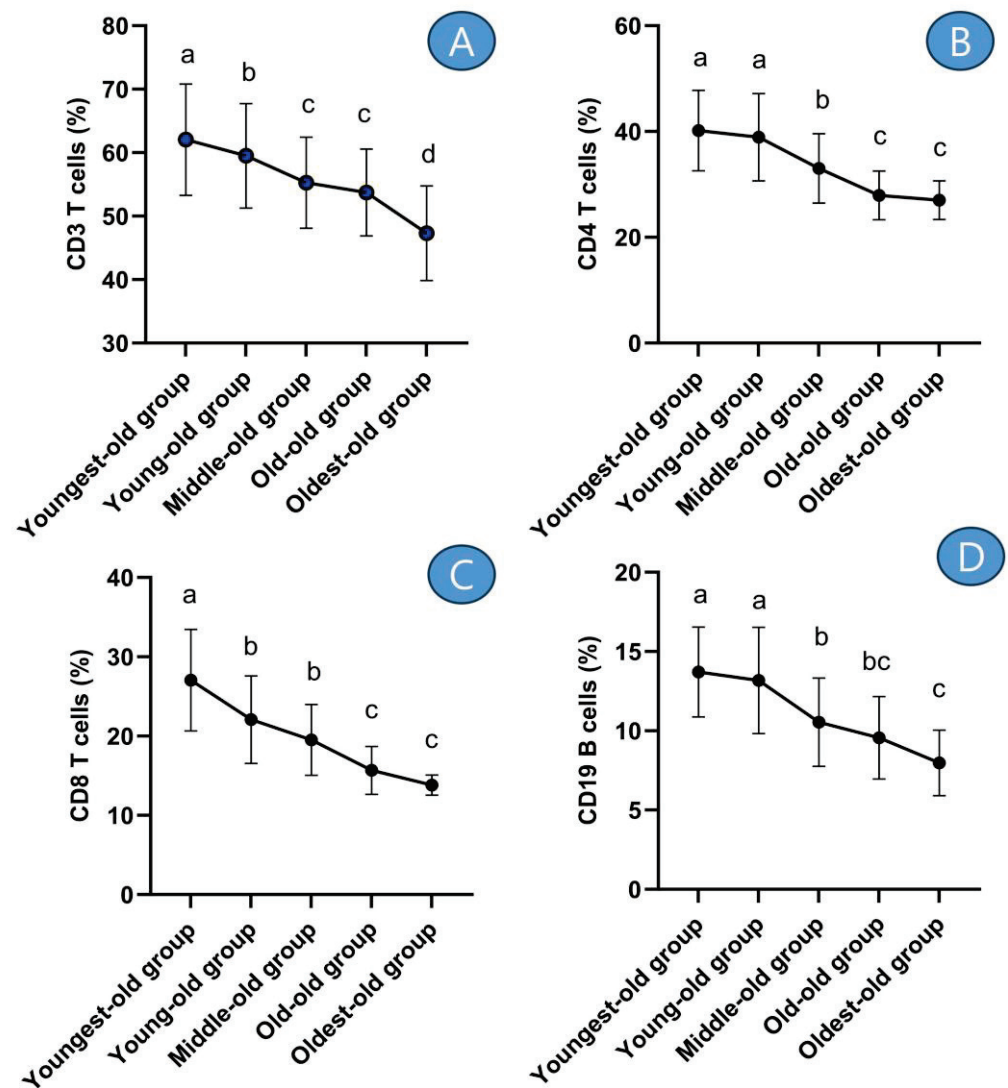 A
CD3 T cells (%)
80
70
60
50
40
30
a
b
c
c
d
Youngest-old group
Young-old group
Middle-old group
Old-old group
Oldest-old group
B
CD4 T cells (%)
60
40
20
0
a
a
b
c
c
Youngest-old group
Young-old group
Middle-old group
Old-old group
Oldest-old group
C
CD8 T cells (%)
40
30
20
10
0
a
b
b
c
c
Youngest-old group
Young-old group
Middle-old group
Old-old group
Oldest-old group
D
CD19 B cells (%)
20
15
10
5
0
a
a
b
bc
c
Youngest-old group
Young-old group
Middle-old group
Old-old group
Oldest-old group